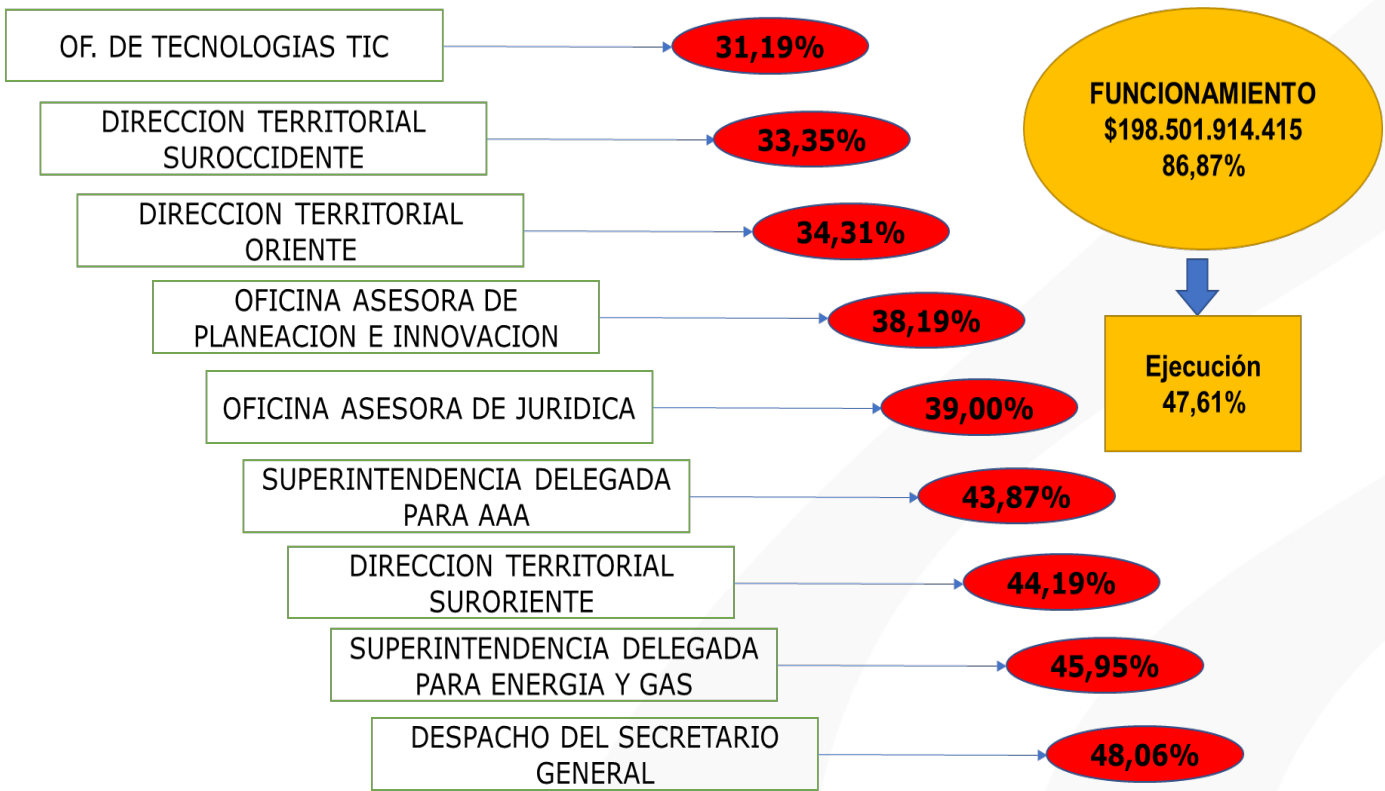 OF. DE TECNOLOGIAS TIC
31,19%
DIRECCION TERRITORIAL
SUROCCIDENTE
33,35%
DIRECCION TERRITORIAL
ORIENTE
34,31%
OFICINA ASESORA DE
PLANEACION E INNOVACION
38,19%
OFICINA ASESORA DE JURIDICA
39,00%
SUPERINTENDENCIA DELEGADA
PARA AAA
43,87%
DIRECCION TERRITORIAL
SURORIENTE
44,19%
SUPERINTENDENCIA DELEGADA
PARA ENERGIA Y GAS
45,95%
DESPACHO DEL SECRETARIO
GENERAL
48,06%
FUNCIONAMIENTO
$198.501.914.415
86,87%
Ejecución
47,61%